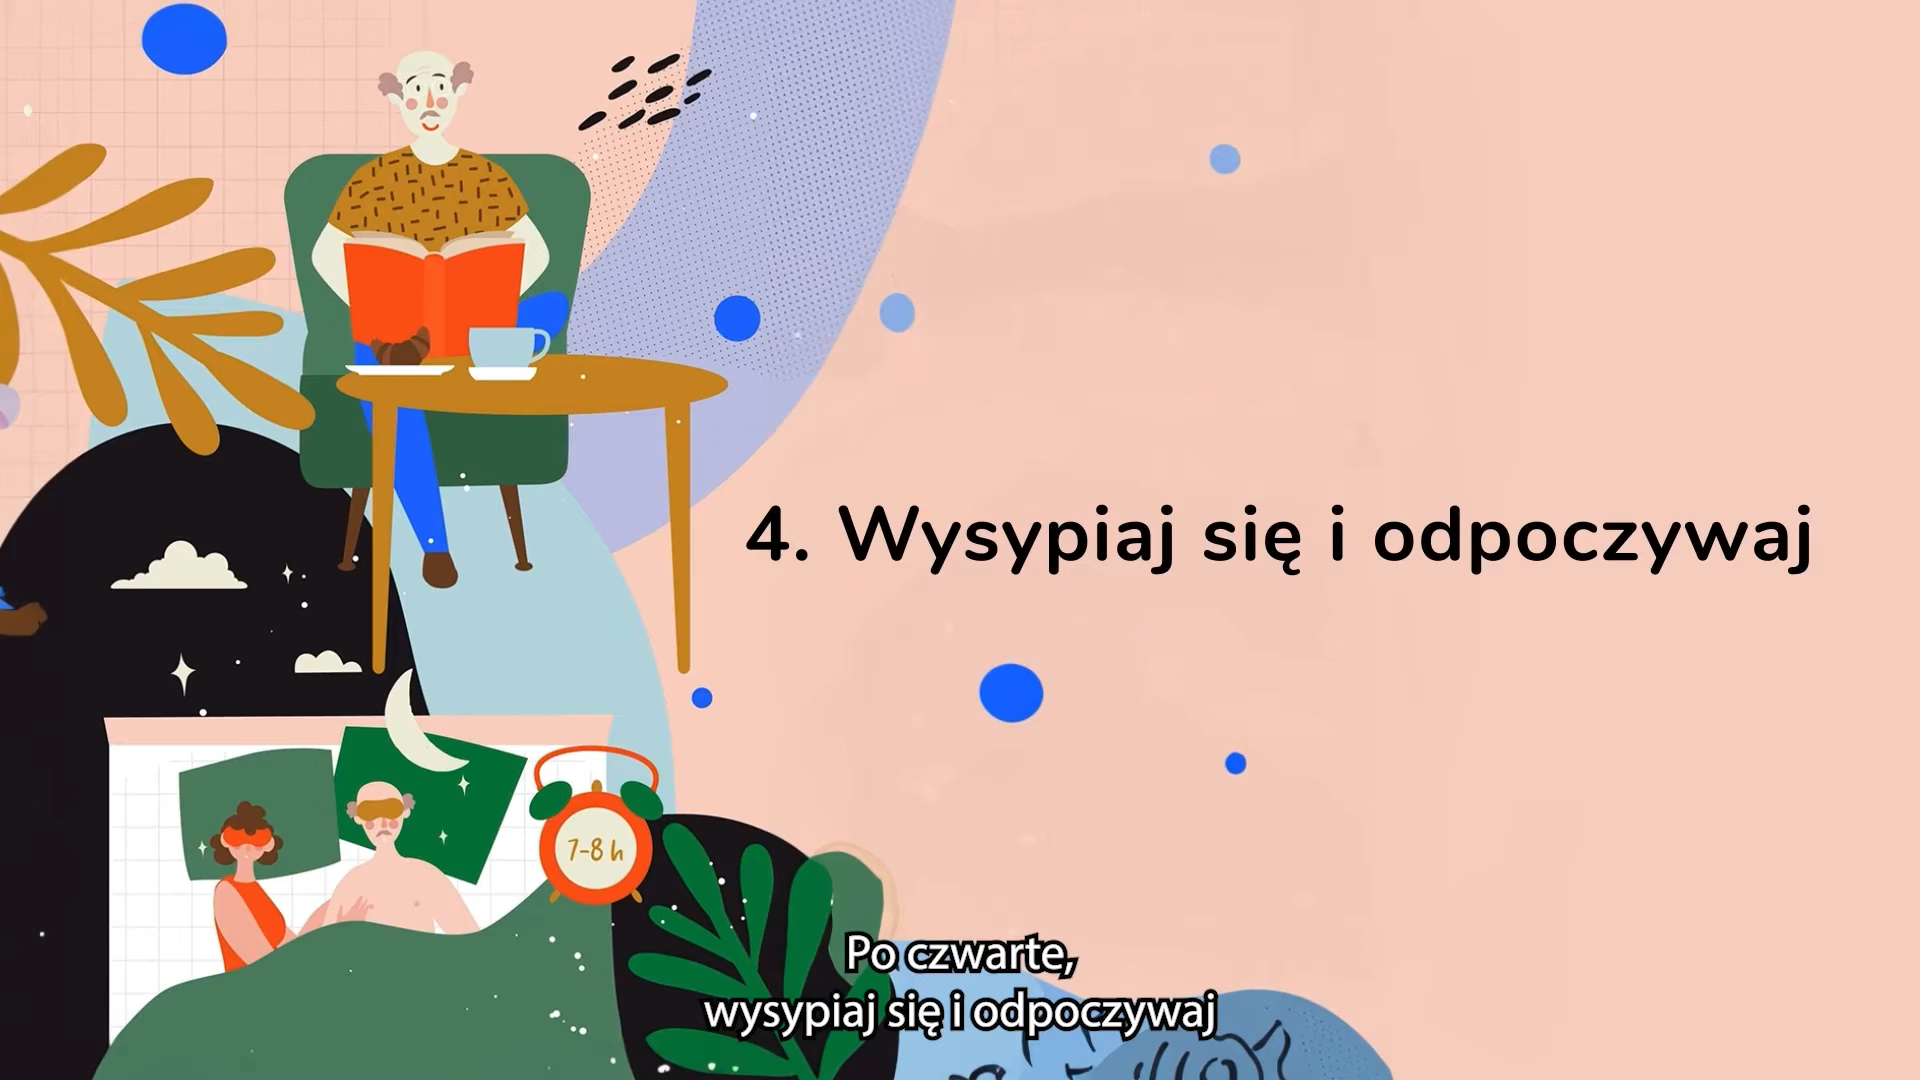 4. Wysypiaj się i odpoczywaj
7-8 h
Po czwarte,
wysypiaj się i odpoczywaj